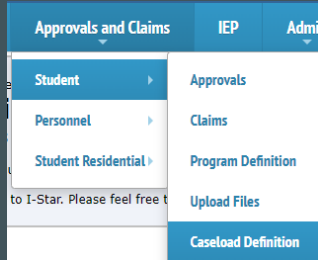 Approvals and Claims IEP
Student
Personnel
Student Residential
Approvals
Claims
Program Definition
Upload Files
Caseload Definition
to I-Star. Please feel free